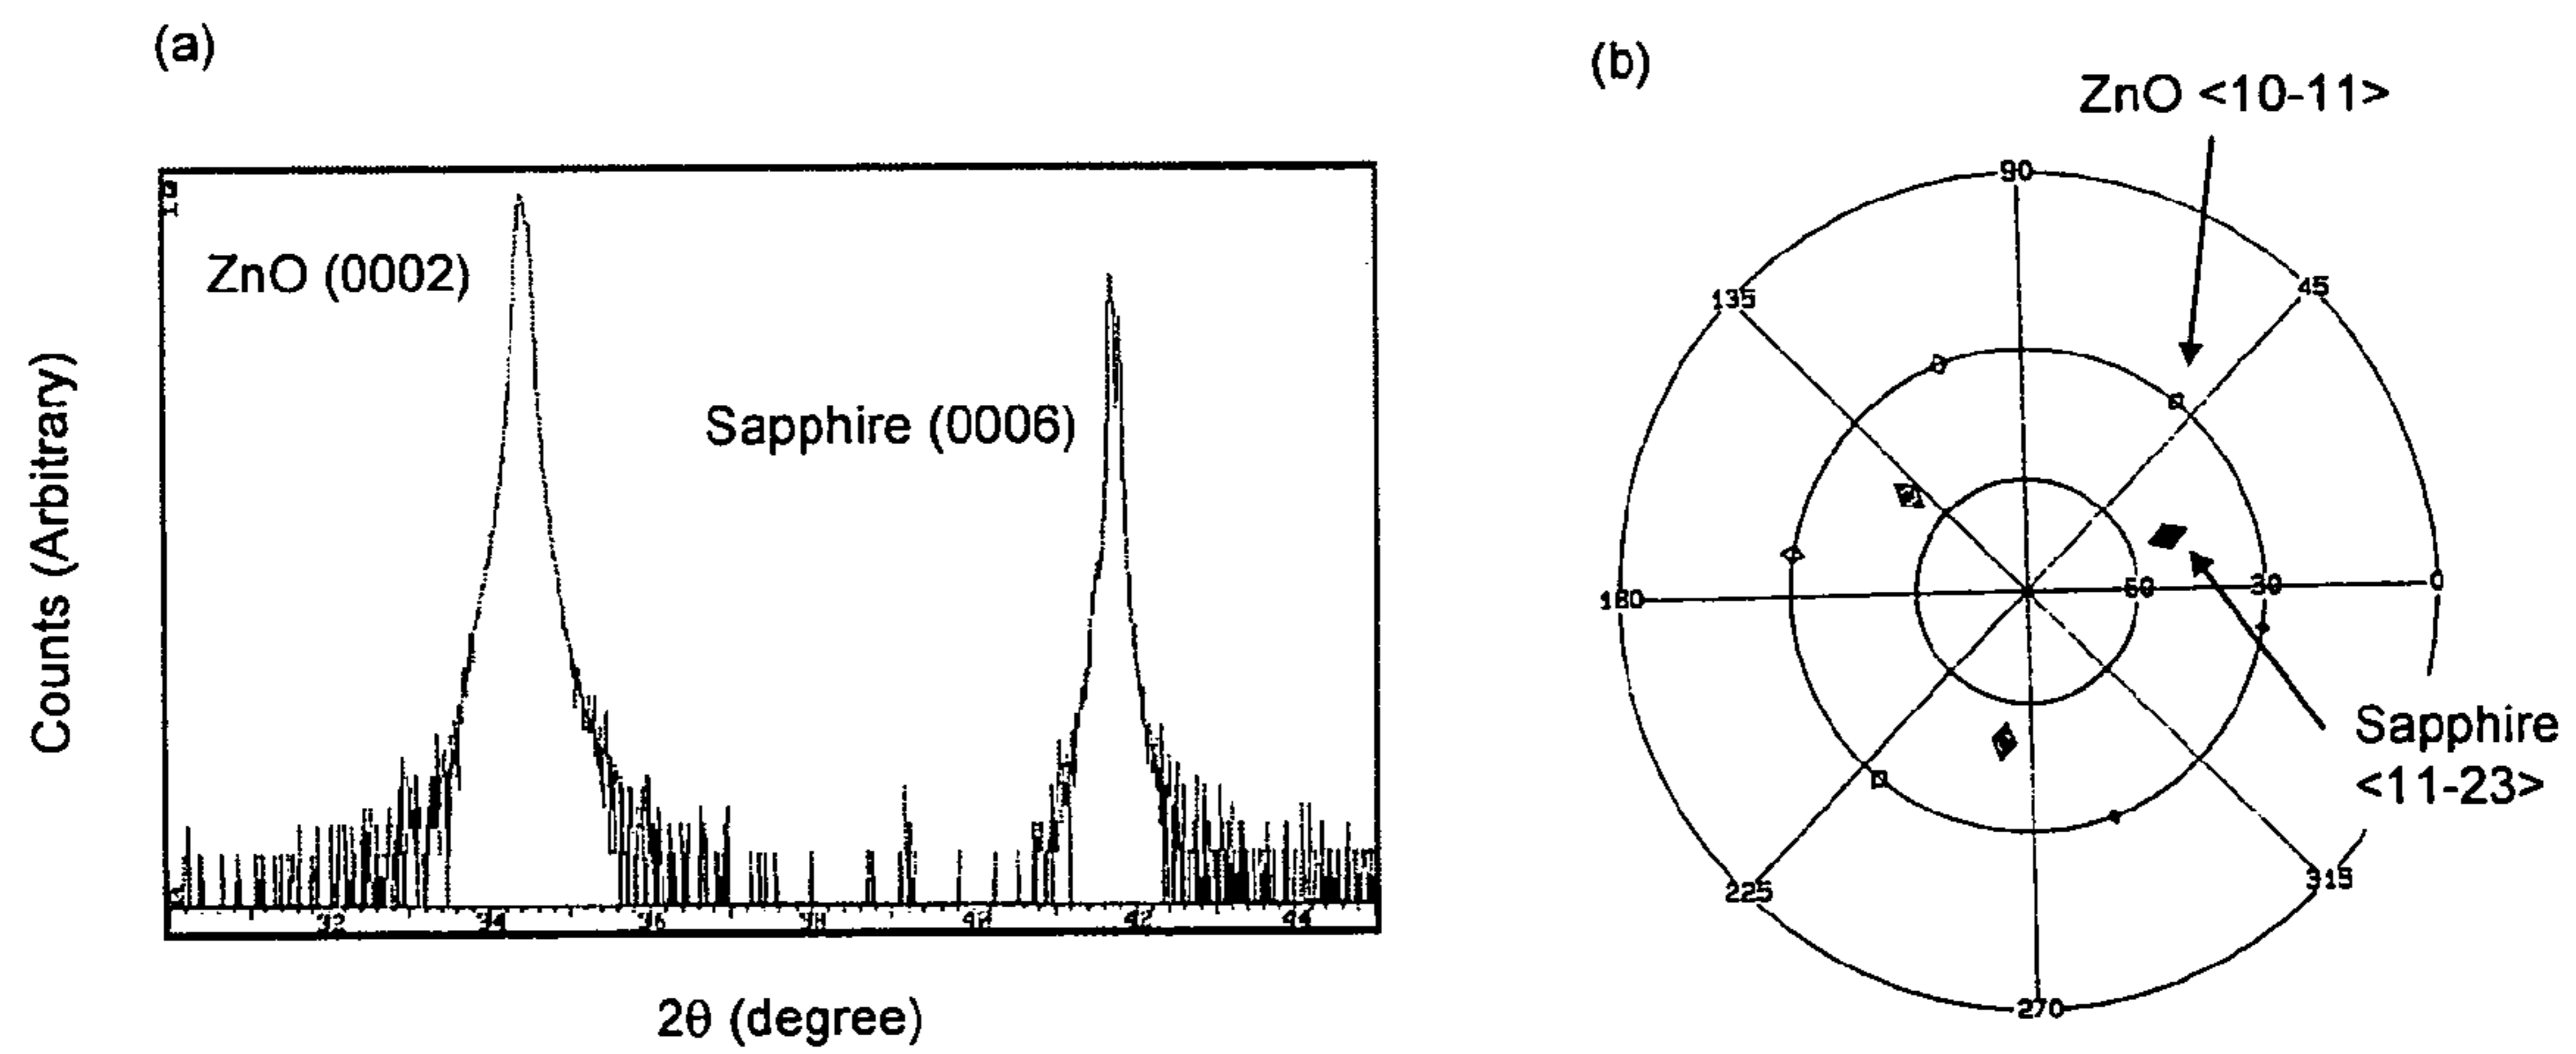 (a)
Counts (Arbitrary)
ZnO (0002)
Sapphire (0006)
32 34 36 38 40 42 44
2θ (degree)
(b)
ZnO <10-11>
90
135
45
180
60
30
0
Sapphire
<11-23>
225
315
270